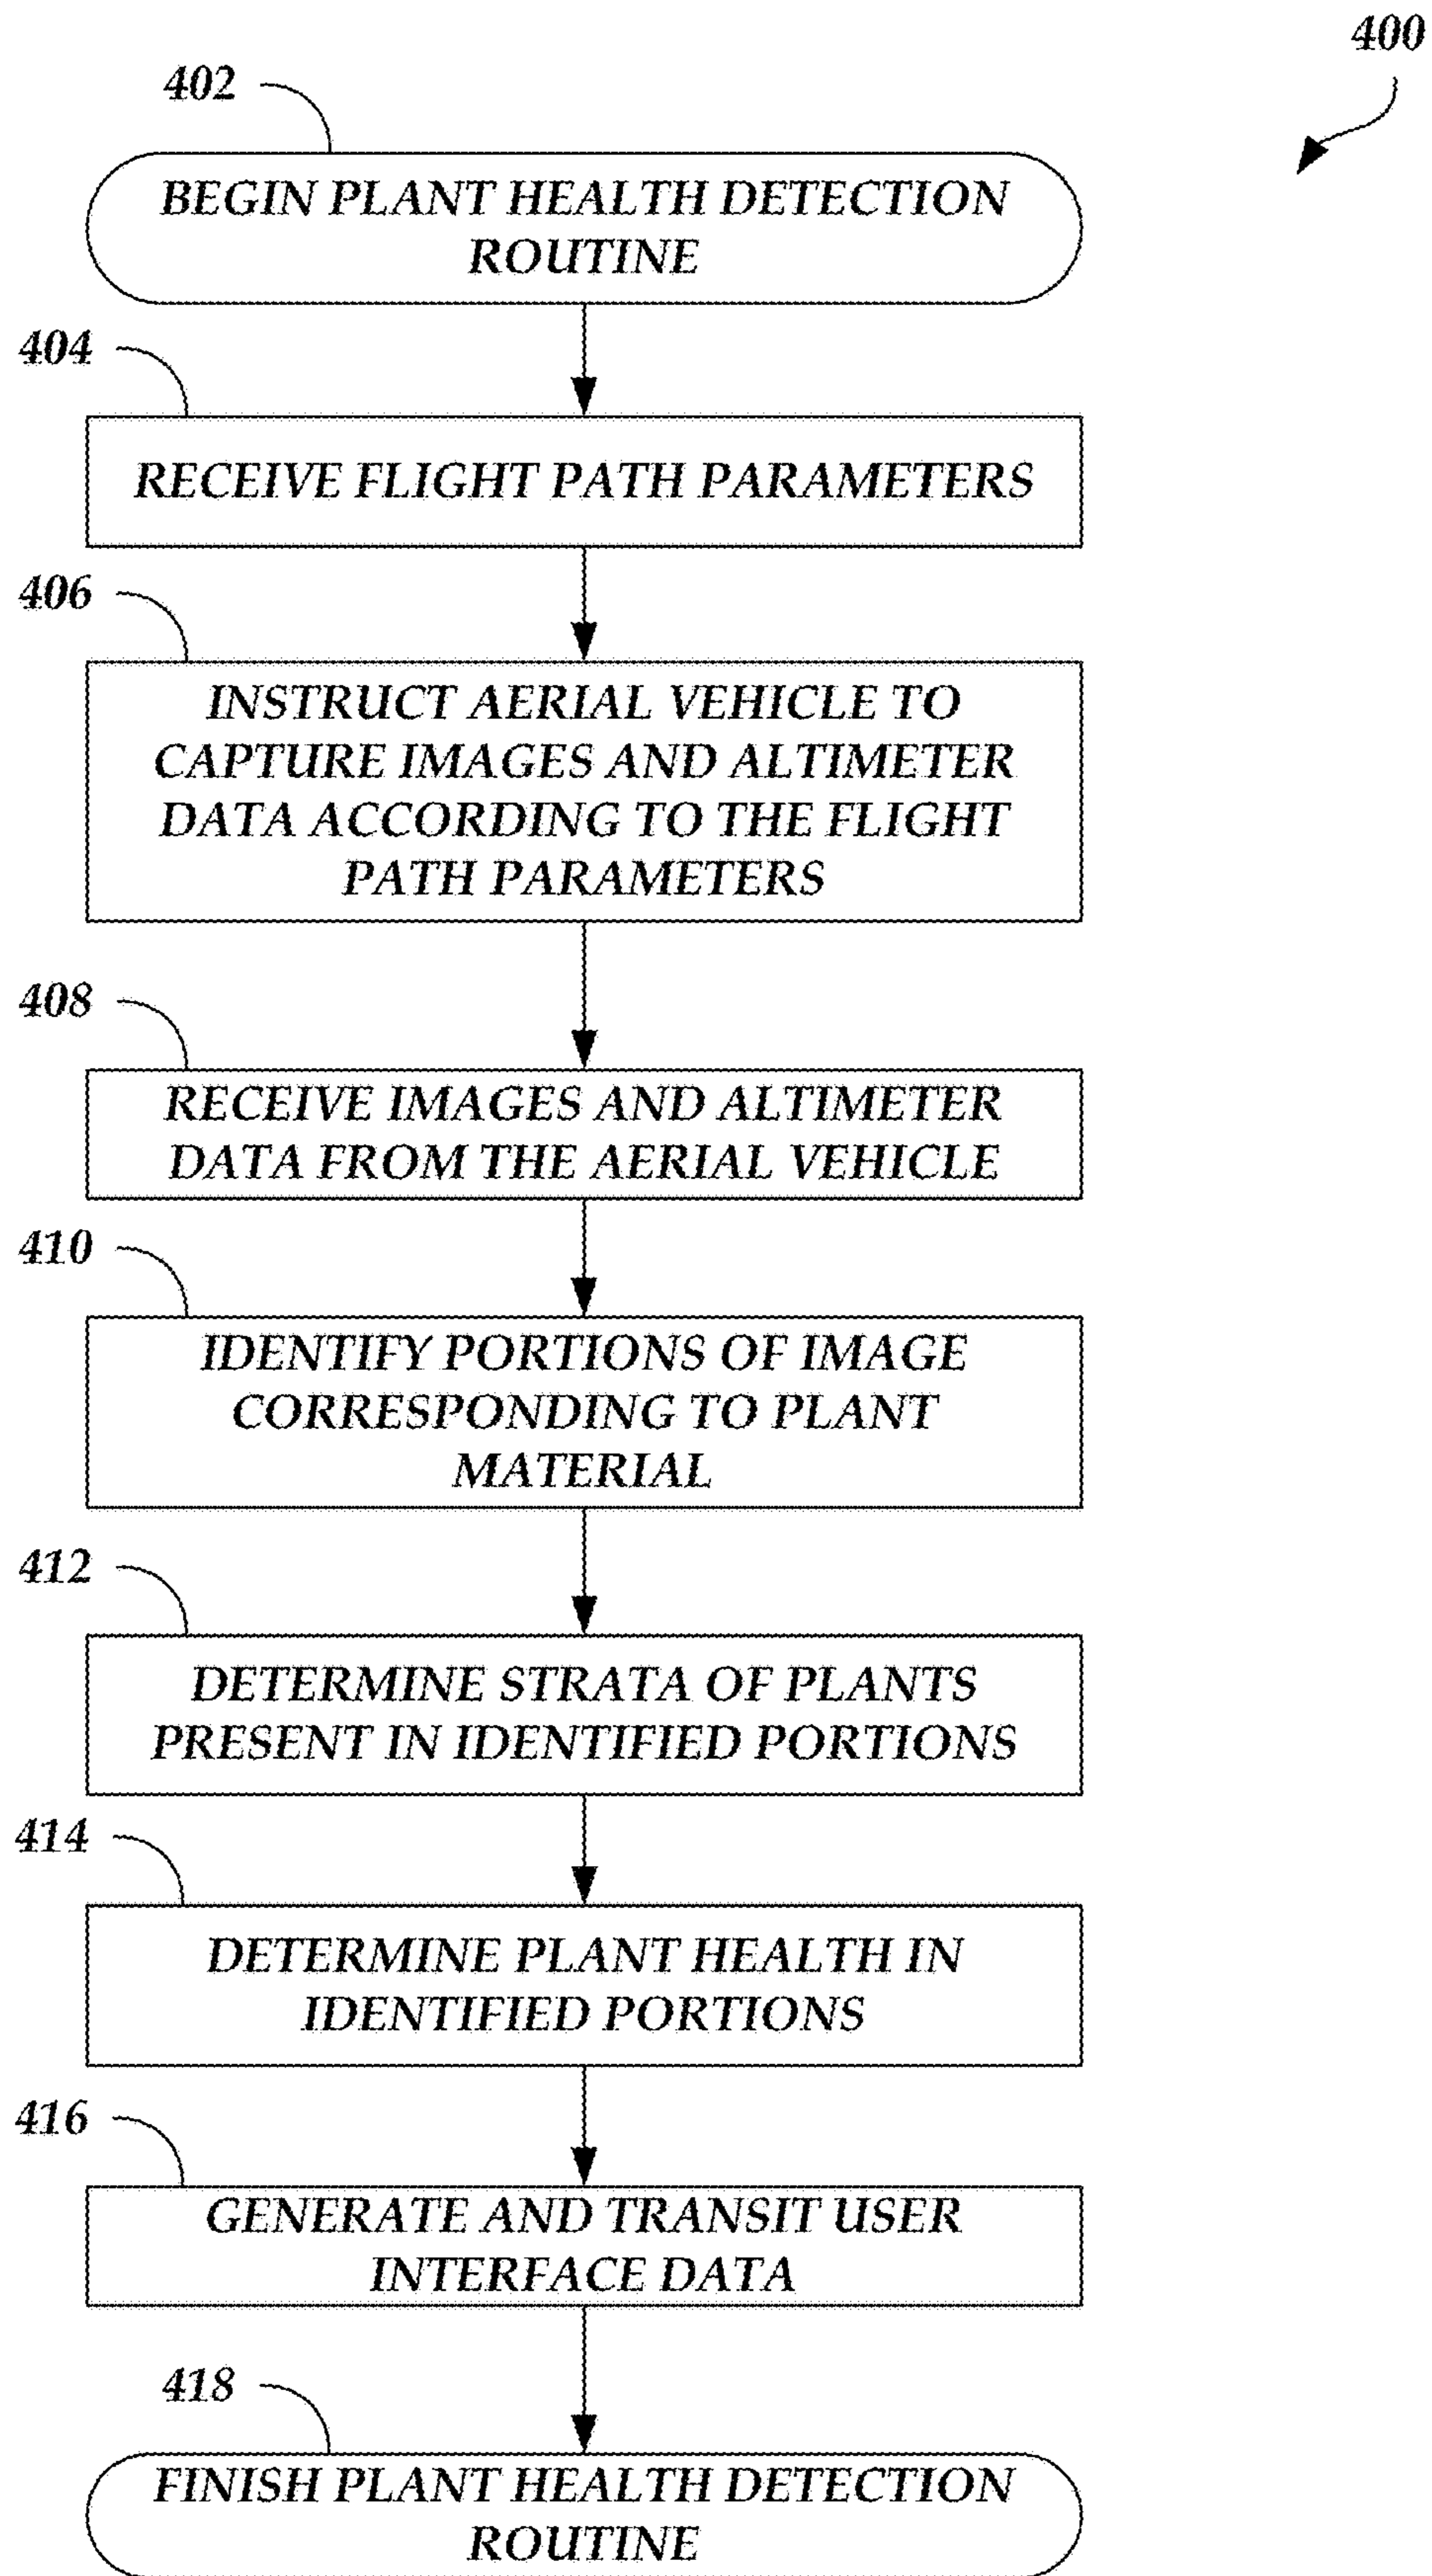 400
402
BEGIN PLANT HEALTH DETECTION
ROUTINE
404
RECEIVE FLIGHT PATH PARAMETERS
406
INSTRUCT AERIAL VEHICLE TO
CAPTURE IMAGES AND ALTIMETER
DATA ACCORDING TO THE FLIGHT
PATH PARAMETERS
408
RECEIVE IMAGES AND ALTIMETER
DATA FROM THE AERIAL VEHICLE
410
IDENTIFY PORTIONS OF IMAGE
CORRESPONDING TO PLANT
MATERIAL
412
DETERMINE STRATA OF PLANTS
PRESENT IN IDENTIFIED PORTIONS
414
DETERMINE PLANT HEALTH IN
IDENTIFIED PORTIONS
416
GENERATE AND TRANSIT USER
INTERFACE DATA
418
FINISH PLANT HEALTH DETECTION
ROUTINE